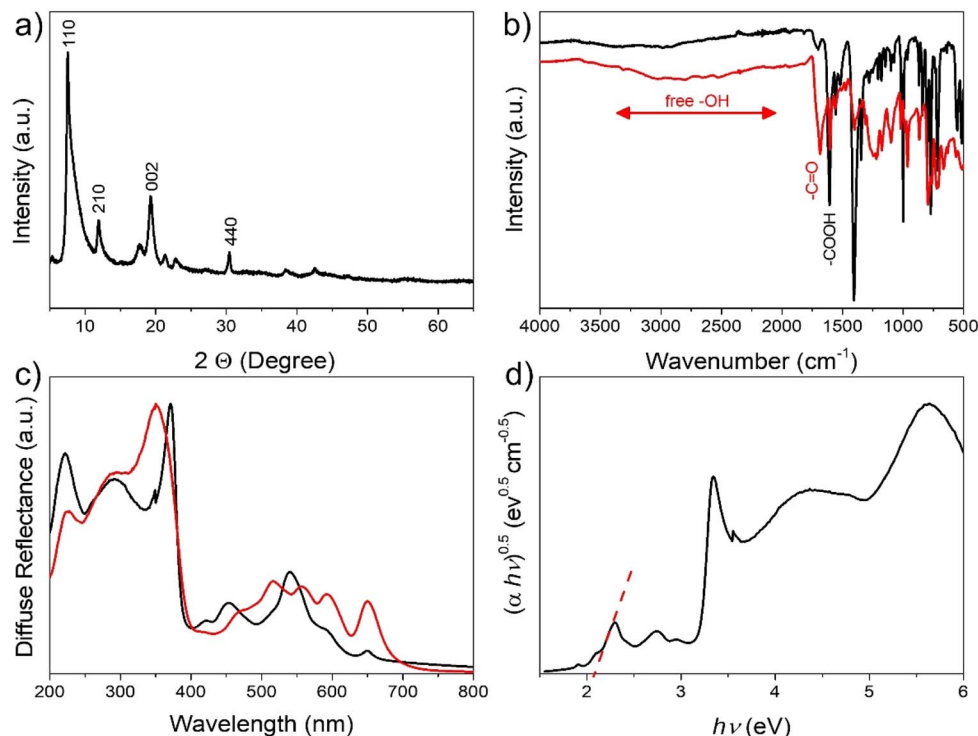 a)
110
210
002
440
Intensity (a.u.)
10 20 30 40 50 60
2 Θ (Degree)
b)
free -OH
-C=O
-COOH
Intensity (a.u.)
4000 3500 3000 2500 2000 1500 1000 500
Wavenumber (cm⁻¹)
c)
Diffuse Reflectance (a.u.)
200 300 400 500 600 700 800
Wavelength (nm)
d)
(α hν)^0.5 (ev^0.5 cm^-0.5)
2 3 4 5 6
hν (eV)